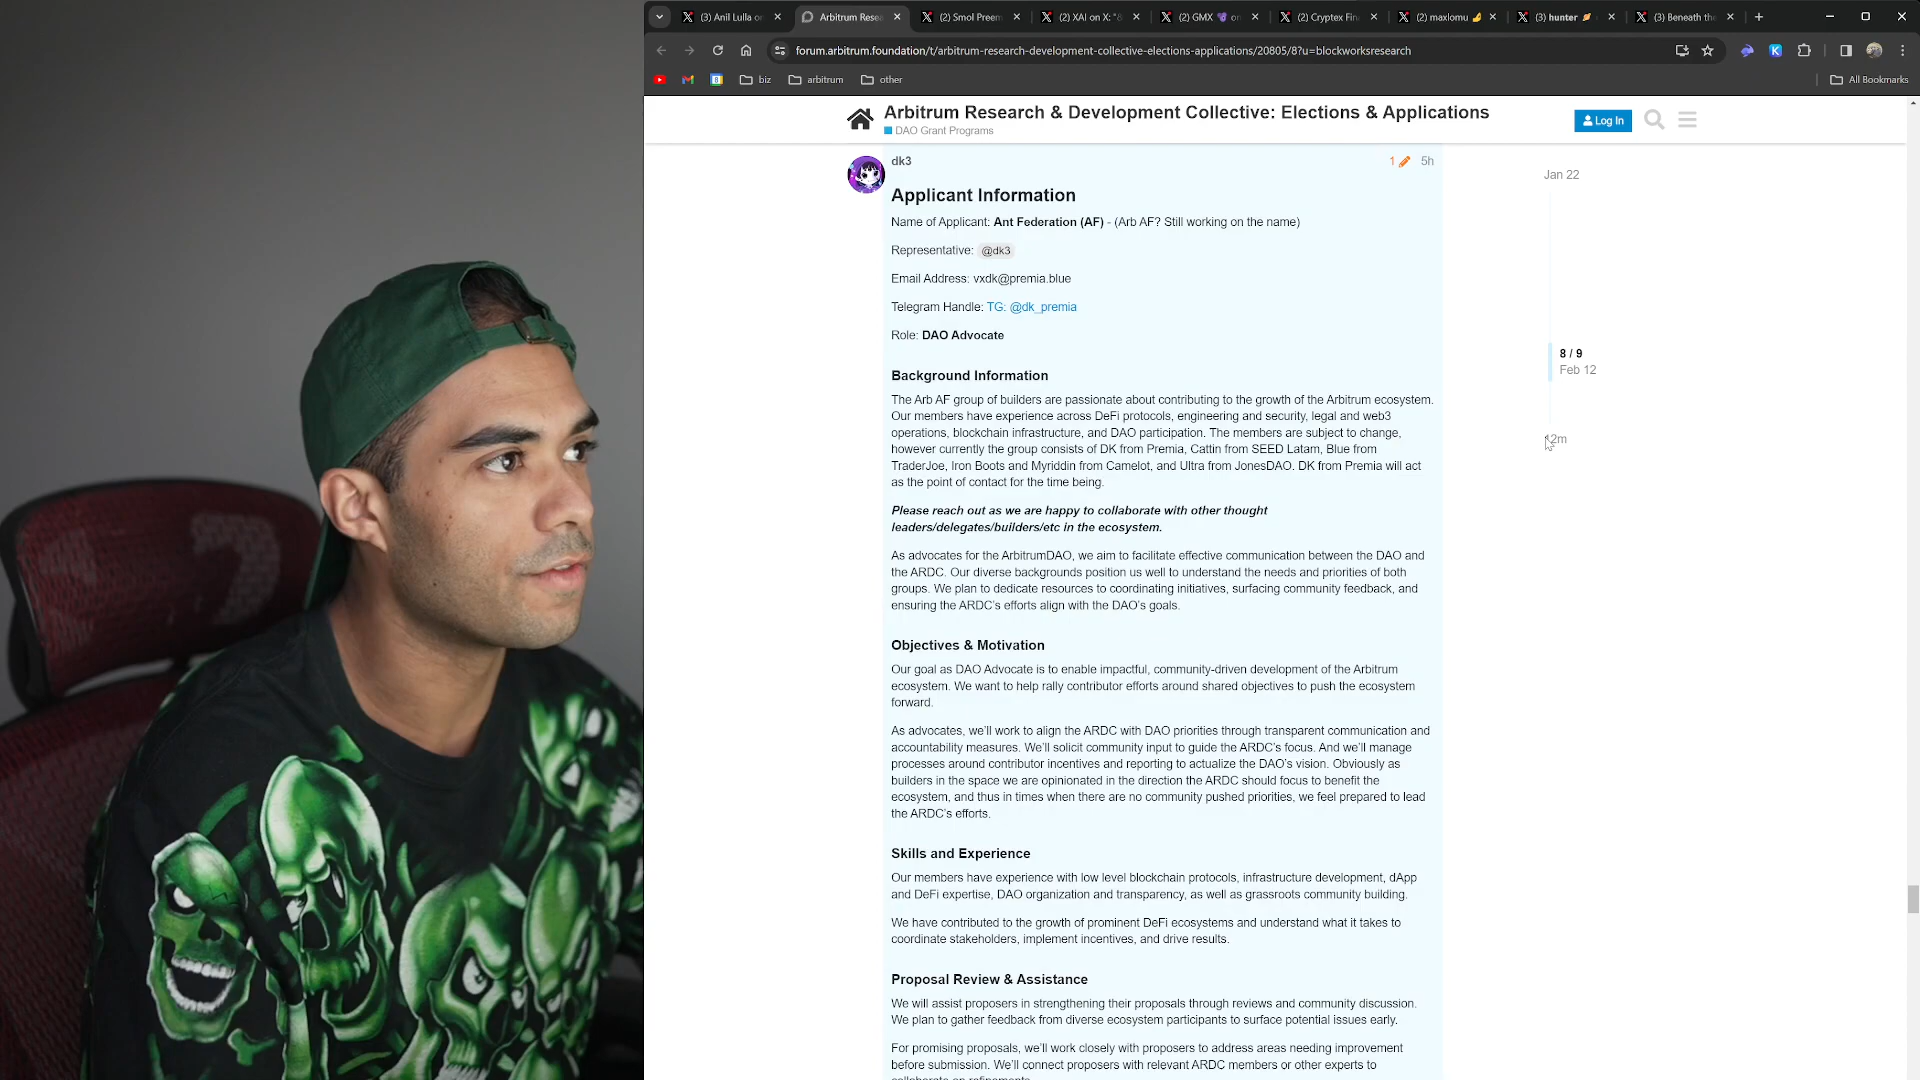 (3) Anil Lulla o
Arbitrum Rese
(2) Smol Preem
(2) XAI on X: "
(2) GMX
(2) Cryptex Fin
(2) maxlomu
(3) hunter
(3) Beneath the
forum.arbitrum.foundation/t/arbitrum-research-development-collective-elections-applications/20805/8?u=blockworksresearch
biz
arbitrum
other
All Bookmarks
Arbitrum Research & Development Collective: Elections & Applications
DAO Grant Programs
Log In
dk3
1
5h
Applicant Information
Name of Applicant: Ant Federation (AF) - (Arb AF? Still working on the name)
Representative: @dk3
Email Address: vxdk@premia.blue
Telegram Handle: TG: @dk_premia
Role: DAO Advocate
Background Information
The Arb AF group of builders are passionate about contributing to the growth of the Arbitrum ecosystem.
Our members have experience across DeFi protocols, engineering and security, legal and web3
operations, blockchain infrastructure, and DAO participation. The members are subject to change,
however currently the group consists of DK from Premia, Cattin from SEED Latam, Blue from
TraderJoe, Iron Boots and Myriddin from Camelot, and Ultra from JonesDAO. DK from Premia will act
as the point of contact for the time being.
Please reach out as we are happy to collaborate with other thought
leaders/delegates/builders/etc in the ecosystem.
As advocates for the ArbitrumDAO, we aim to facilitate effective communication between the DAO and
the ARDC. Our diverse backgrounds position us well to understand the needs and priorities of both
groups. We plan to dedicate resources to coordinating initiatives, surfacing community feedback, and
ensuring the ARDC's efforts align with the DAO's goals.
Objectives & Motivation
Our goal as DAO Advocate is to enable impactful, community-driven development of the Arbitrum
ecosystem. We want to help rally contributor efforts around shared objectives to push the ecosystem
forward.
As advocates, we'll work to align the ARDC with DAO priorities through transparent communication and
accountability measures. We'll solicit community input to guide the ARDC's focus. And we'll manage
processes around contributor incentives and reporting to actualize the DAO's vision. Obviously as
builders in the space we are opinionated in the direction the ARDC should focus to benefit the
ecosystem, and thus in times when there are no community pushed priorities, we feel prepared to lead
the ARDC's efforts.
Skills and Experience
Our members have experience with low level blockchain protocols, infrastructure development, dApp
and DeFi expertise, DAO organization and transparency, as well as grassroots community building.
We have contributed to the growth of prominent DeFi ecosystems and understand what it takes to
coordinate stakeholders, implement incentives, and drive results.
Proposal Review & Assistance
We will assist proposers in strengthening their proposals through reviews and community discussion.
We plan to gather feedback from diverse ecosystem participants to surface potential issues early.
For promising proposals, we'll work closely with proposers to address areas needing improvement
before submission. We'll connect proposers with relevant ARDC members or other experts to
Jan 22
8 / 9
Feb 12